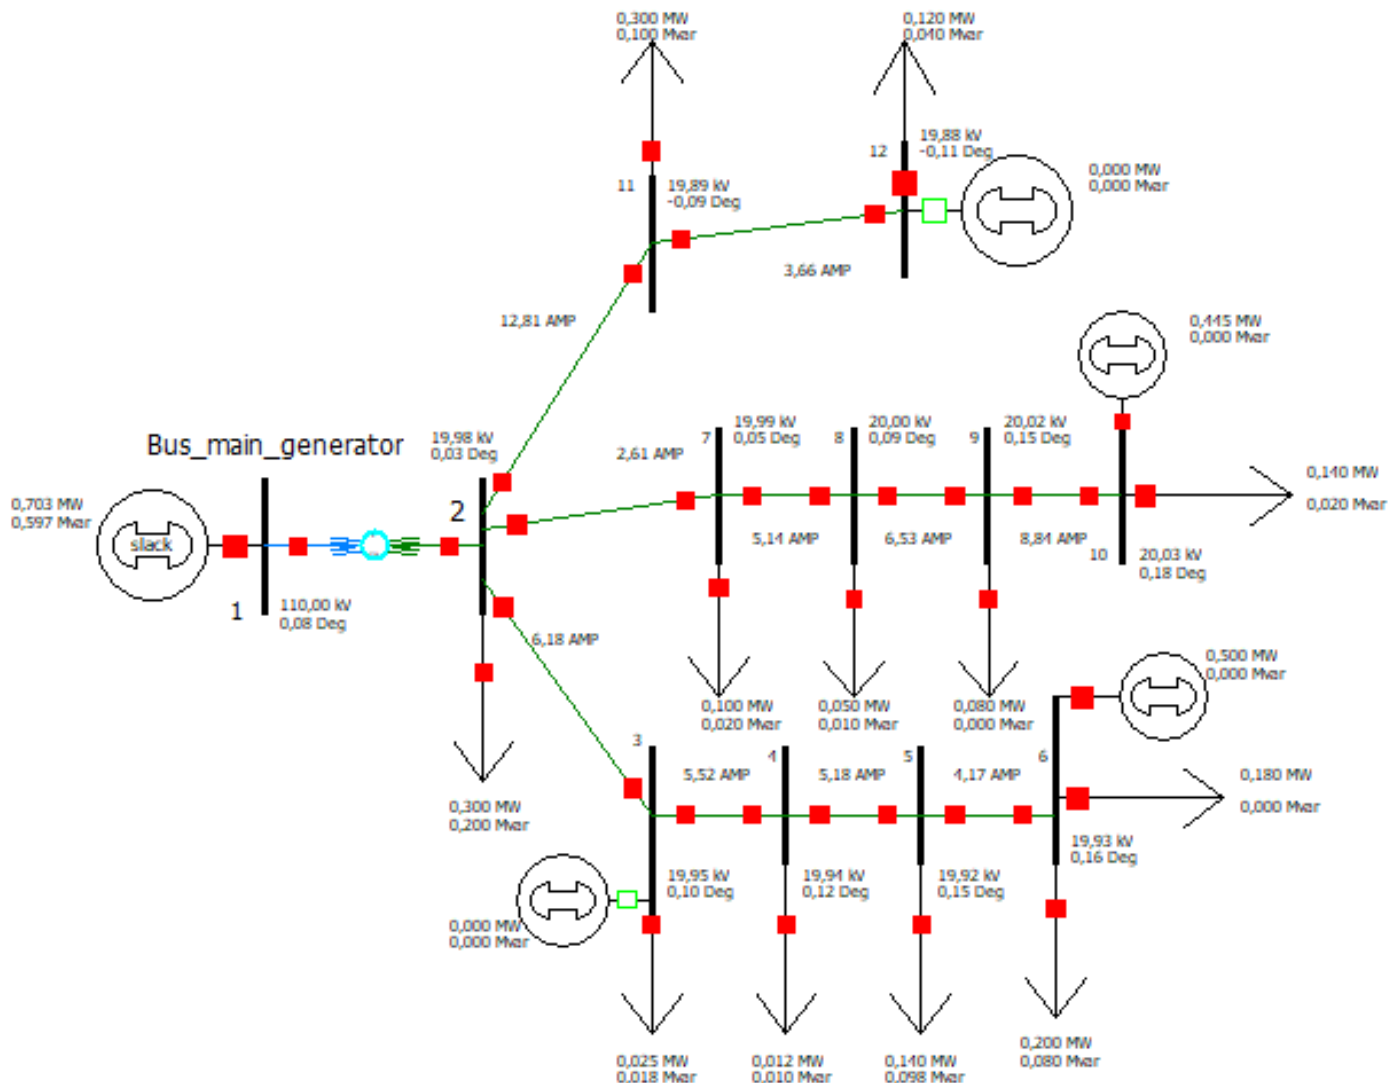 0,300 MW
0,100 Mvar
0,120 MW
0,040 Mvar
19,88 kV
-0,11 Deg
12
0,000 MW
0,000 Mvar
11
19,89 kV
-0,09 Deg
3,66 AMP
12,81 AMP
0,445 MW
0,000 Mvar
Bus_main_generator
19,98 kV
0,03 Deg
2
2,61 AMP
7
19,99 kV
0,05 Deg
8
20,00 kV
0,09 Deg
9
20,02 kV
0,15 Deg
0,140 MW
0,020 Mvar
0,703 MW
0,597 Mvar
slack
5,14 AMP
6,53 AMP
8,84 AMP
10
20,03 kV
0,18 Deg
1
110,00 kV
0,08 Deg
6,18 AMP
0,100 MW
0,020 Mvar
0,050 MW
0,010 Mvar
0,080 MW
0,000 Mvar
0,500 MW
0,000 Mvar
3
4
5
6
5,52 AMP
5,18 AMP
4,17 AMP
0,180 MW
0,000 Mvar
0,300 MW
0,200 Mvar
19,95 kV
0,10 Deg
19,94 kV
0,12 Deg
19,92 kV
0,15 Deg
19,93 kV
0,16 Deg
0,000 MW
0,000 Mvar
0,025 MW
0,018 Mvar
0,012 MW
0,010 Mvar
0,140 MW
0,098 Mvar
0,200 MW
0,080 Mvar